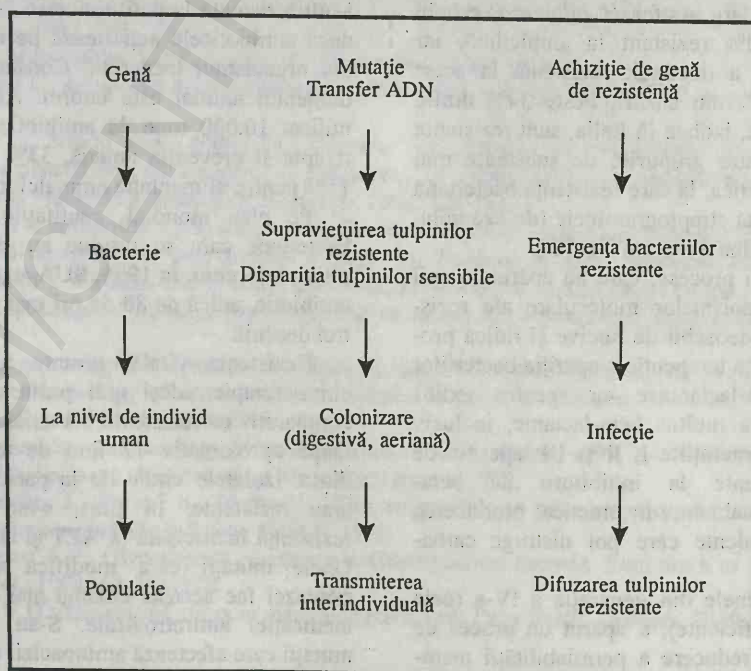 Genă
Mutaţie
Transfer ADN
Achiziţie de genă
de rezistenţă
Bacterie
Supravieţuirea tulpinilor
rezistente
Dispariţia tulpinilor sensibile
Emergenţa bacteriilor
rezistente
La nivel de individ
uman
Colonizare
(digestivă, aeriană)
Infecţie
Populaţie
Transmiterea
interindividuală
Difuzarea tulpinilor
rezistente